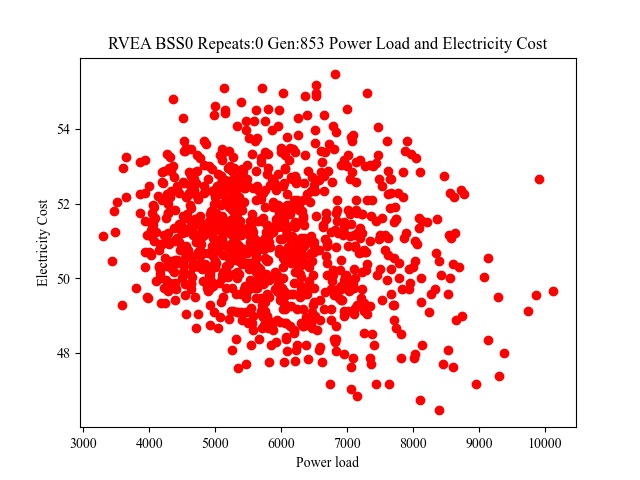 RVEA BSS0 Repeats:0 Gen:853 Power Load and Electricity Cost
54
52
50
48
Electricity Cost
3000 4000 5000 6000 7000 8000 9000 10000
Power load